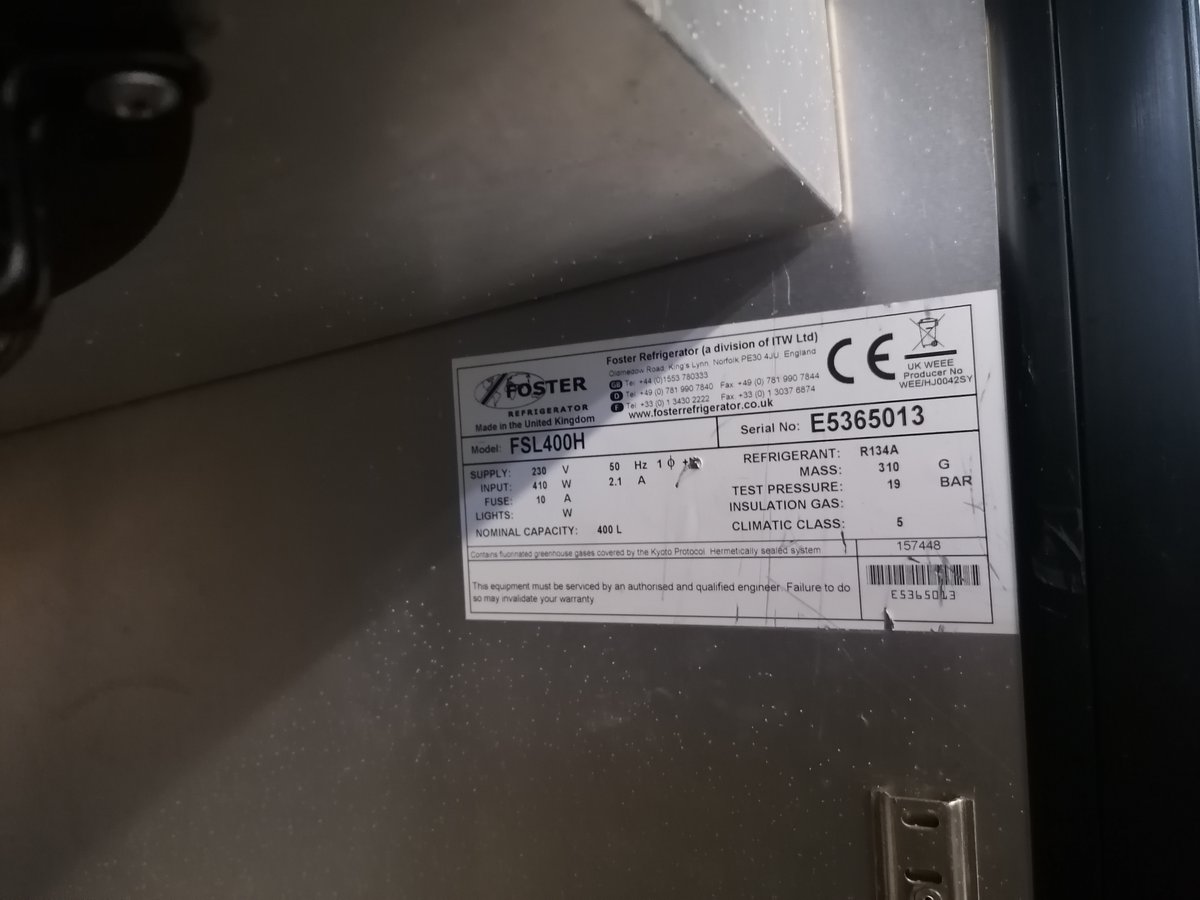 FOSTER
REFRIGERATOR
Made in the United Kingdom
Foster Refrigerator (a division of ITW Ltd)
Oldmedow Road, King's Lynn Norfolk PE30 4JU England
GB Tel +44 (0)1553 780333
D Tel +49 (0) 781 990 7840 Fax +49 (0) 781 990 7844
F Tel +33 (0) 1 3430 2222 Fax +33 (0) 1 3037 6874
www.fosterrefrigerator.co.uk
CE
UK WEEE
Producer No
WEE/HJ0042SY
Model: FSL400H
Serial No: E5365013
SUPPLY: 230 V 50 Hz 1 ϕ
INPUT: 410 W 2.1 A
FUSE: 10 A
LIGHTS: W
NOMINAL CAPACITY: 400 L
REFRIGERANT: R134A
MASS: 310 G
TEST PRESSURE: 19 BAR
INSULATION GAS:
CLIMATIC CLASS: 5
Contains fluorinated greenhouse gases covered by the Kyoto Protocol Hermetically sealed system
157448
This equipment must be serviced by an authorised and qualified engineer. Failure to do
so may invalidate your warranty.
E5365013